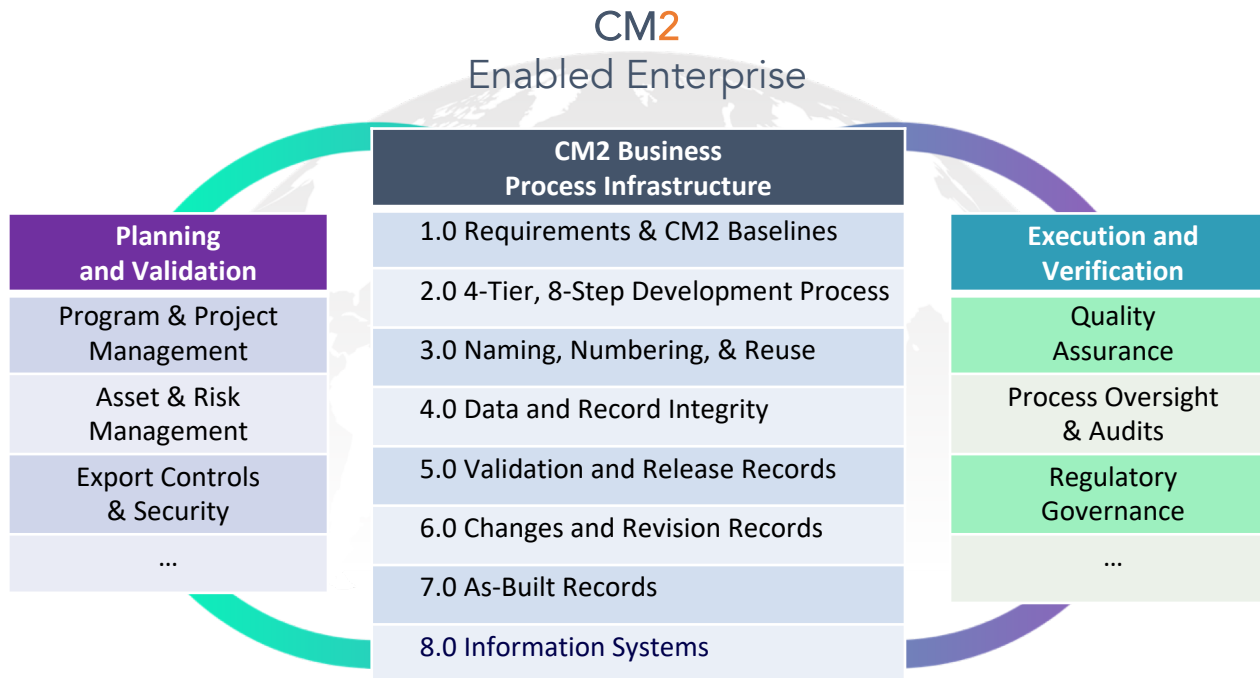 CM2
Enabled Enterprise
CM2 Business
Process Infrastructure
1.0 Requirements & CM2 Baselines
2.0 4-Tier, 8-Step Development Process
3.0 Naming, Numbering, & Reuse
4.0 Data and Record Integrity
5.0 Validation and Release Records
6.0 Changes and Revision Records
7.0 As-Built Records
8.0 Information Systems
Planning
and Validation
Program & Project
Management
Asset & Risk
Management
Export Controls
& Security
...
Execution and
Verification
Quality
Assurance
Process Oversight
& Audits
Regulatory
Governance
...